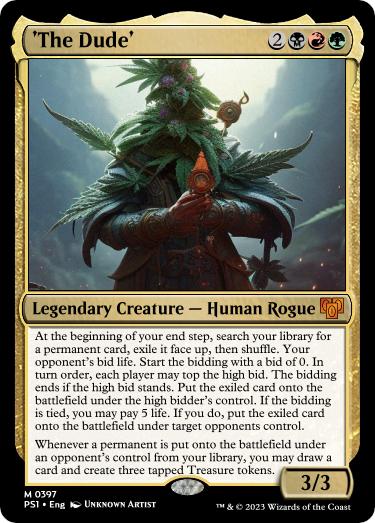 'The Dude' 2
Legendary Creature — Human Rogue
At the beginning of your end step, search your library for
a permanent card, exile it face up, then shuffle. Your
opponent's bid life. Start the bidding with a bid of 0. In
turn order, each player may top the high bid. The bidding
ends if the high bid stands. Put the exiled card onto the
battlefield under the high bidder's control. If the bidding
is tied, you may pay 5 life. If you do, put the exiled card
onto the battlefield under target opponents control.
Whenever a permanent is put onto the battlefield under
an opponent's control from your library, you may draw a
card and create three tapped Treasure tokens.
3/3
M 0397
PS1 • Eng Unknown Artist
™ & © 2023 Wizards of the Coast